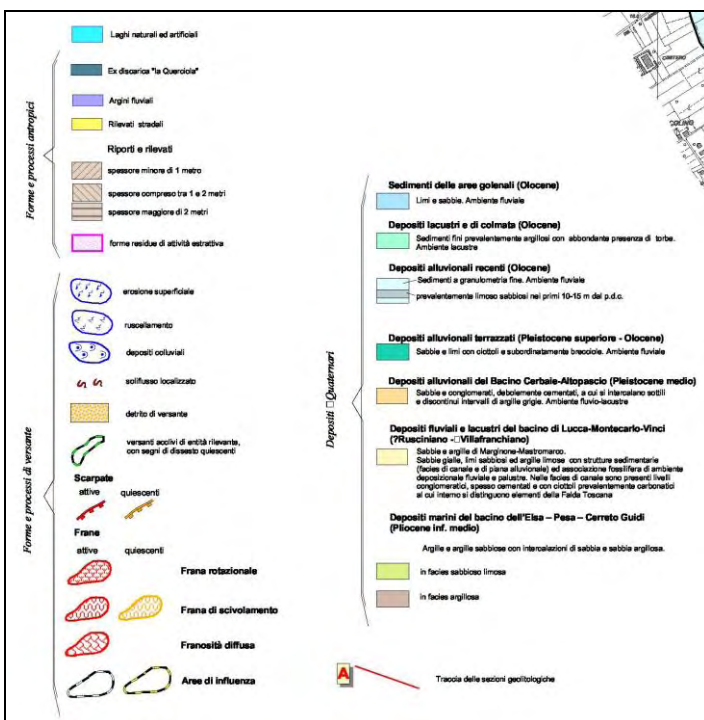 Forme e processi antropici
Laghi naturali ed artificiali
Ex discarica "la Querciola"
Argini fluviali
Rilevati stradali
Riporti e rilevati
spessore minore di 1 metro
spessore compreso tra 1 e 2 metri
spessore maggiore di 2 metri
forme residue di attività estrattiva
Forme e processi di versante
erosione superficiale
ruscellamento
depositi colluviali
soliflusso localizzato
detrito di versante
versanti acclivi di entità rilevante,
con segni di dissesto quiescenti
Scarpate
attive quiescenti
Frane
attive quiescenti
Frana rotazionale
Frana di scivolamento
Franosità diffusa
Aree di influenza
Depositi □Quaternari
Sedimenti delle aree golenali (Olocene)
Limi e sabbie. Ambiente fluviale
Depositi lacustri e di colmata (Olocene)
Sedimenti fini prevalentemente argillosi con abbondante presenza di torbe.
Ambiente lacustre
Depositi alluvionali recenti (Olocene)
Sedimenti a granulometria fine. Ambiente fluviale
prevalentemente limoso sabbiosi nei primi 10-15 m dal p.d.c.
Depositi alluvionali terrazzati (Pleistocene superiore - Olocene)
Sabbie e limi con ciottoli e subordinatamente brecciole. Ambiente fluviale
Depositi alluvionali del Bacino Cerbaie-Altopascio (Pleistocene medio)
Sabbie e conglomerati, debolmente cementati, a cui si intercalano sottili
e discontinui intervalli di argille grigie. Ambiente fluvio-lacustre
Depositi fluviali e lacustri del bacino di Lucca-Montecarlo-Vinci
(?Rusciniano -□Villafranchiano)
Sabbie e argille di Marginone-Mastromarco.
Sabbie gialle, limi sabbiosi ed argille limose con strutture sedimentarie
(facies di canale e di piana alluvionale) ed associazione fossilifera di ambiente
deposizionale fluviale e palustre. Nelle facies di canale sono presenti livelli
conglomeratici, spesso cementati e con ciottoli prevalentemente carbonatici
al cui interno si distinguono elementi della Falda Toscana
Depositi marini del bacino dell'Elsa – Pesa – Cerreto Guidi
(Pliocene inf. medio)
Argille e argille sabbiose con intercalazioni di sabbia e sabbia argillosa.
in facies sabbioso limosa
in facies argillosa
A
Traccia delle sezioni geolitologiche